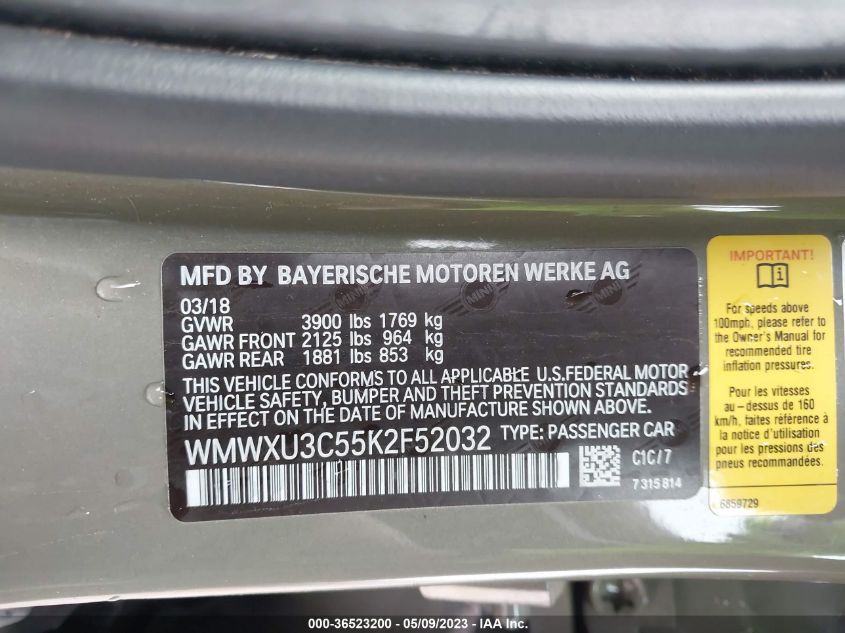 MFD BY BAYERISCHE MOTOREN WERKE AG
03/18
GVWR 3900 lbs 1769 kg
GAWR FRONT 2125 lbs 964 kg
GAWR REAR 1881 lbs 853 kg
THIS VEHICLE CONFORMS TO ALL APPLICABLE U.S.FEDERAL MOTOR
VEHICLE SAFETY, BUMPER AND THEFT PREVENTION STANDARDS
IN EFFECT ON THE DATE OF MANUFACTURE SHOWN ABOVE.
WMWXU3C55K2F52032 TYPE: PASSENGER CAR
C1C/7
7 315 814
MINI
MINI
IMPORTANT!
For speeds above
100mph, please refer to
the Owner's Manual for
recommended tire
inflation pressures.
Pour les vitesses
au-dessus de 160
km/h, faites référence à
la notice d'utilisation
pour les pressions des
pneus recommandées
6859729
000-36523200 - 05/09/2023 - IAAI.com